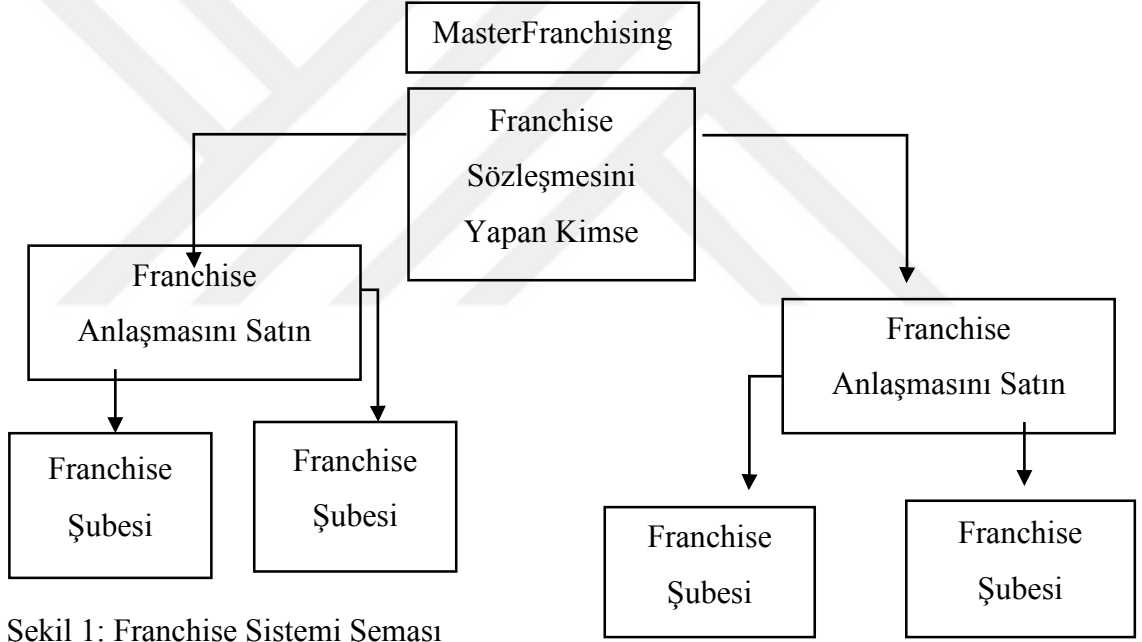 MasterFranchising
Franchise
Sözleşmesini
Yapan Kimse
Franchise
Anlaşmasını Satın
Franchise
Anlaşmasını Satın
Franchise
Şubesi
Franchise
Şubesi
Franchise
Şubesi
Franchise
Şubesi
Sekil 1: Franchise Sistemi Seması